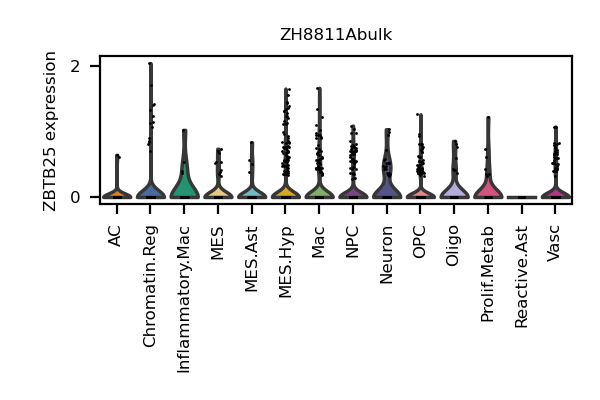 ZH8811Abulk
ZBTB25 expression
2
0
AC
Chromatin.Reg
Inflammatory.Mac
MES
MES.Ast
MES.Hyp
Mac
NPC
Neuron
OPC
Oligo
Prolif.Metab
Reactive.Ast
Vasc